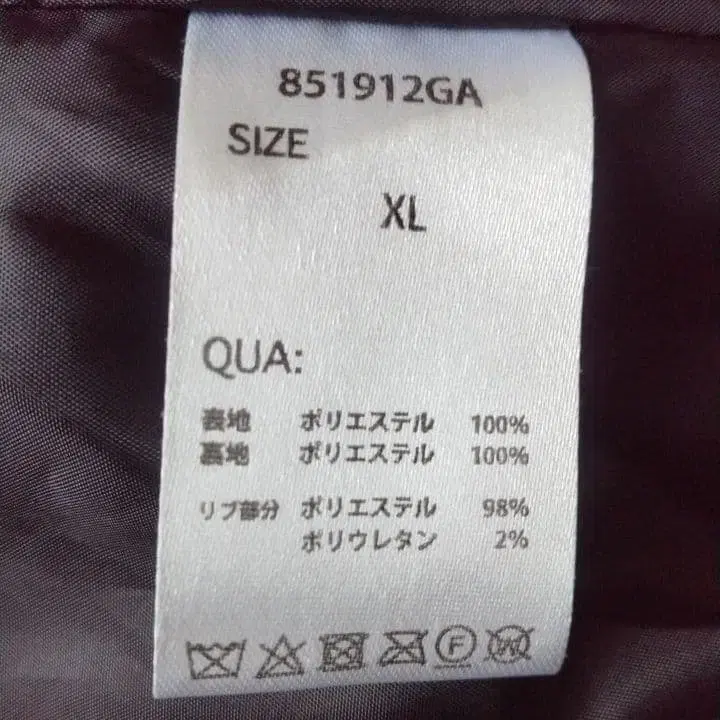 851912GA
SIZE
XL
QUA:
表地 ポリエステル 100%
裏地 ポリエステル 100%
リブ部分 ポリエステル 98%
ポリウレタン 2%
F W